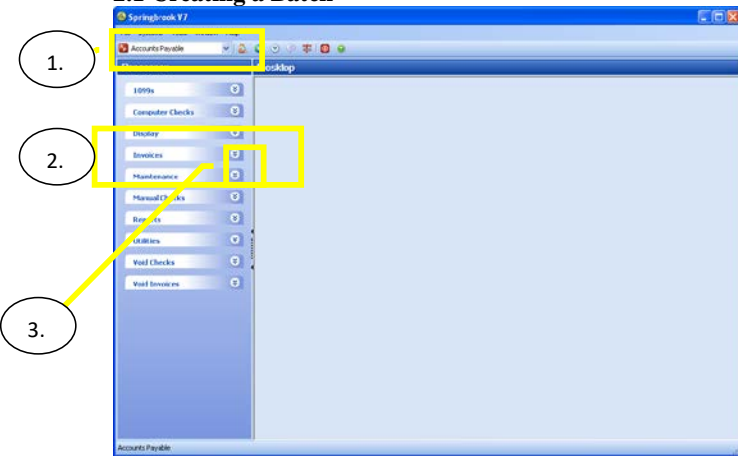 2.1 Creating a Batch
Springbrook V7
Accounts Payable
Desktop
1.
1099s
Computer Checks
Display
2.
Invoices
Maintenance
Manual Checks
Reports
Utilities
Void Checks
Void Invoices
3.
Accounts Payable